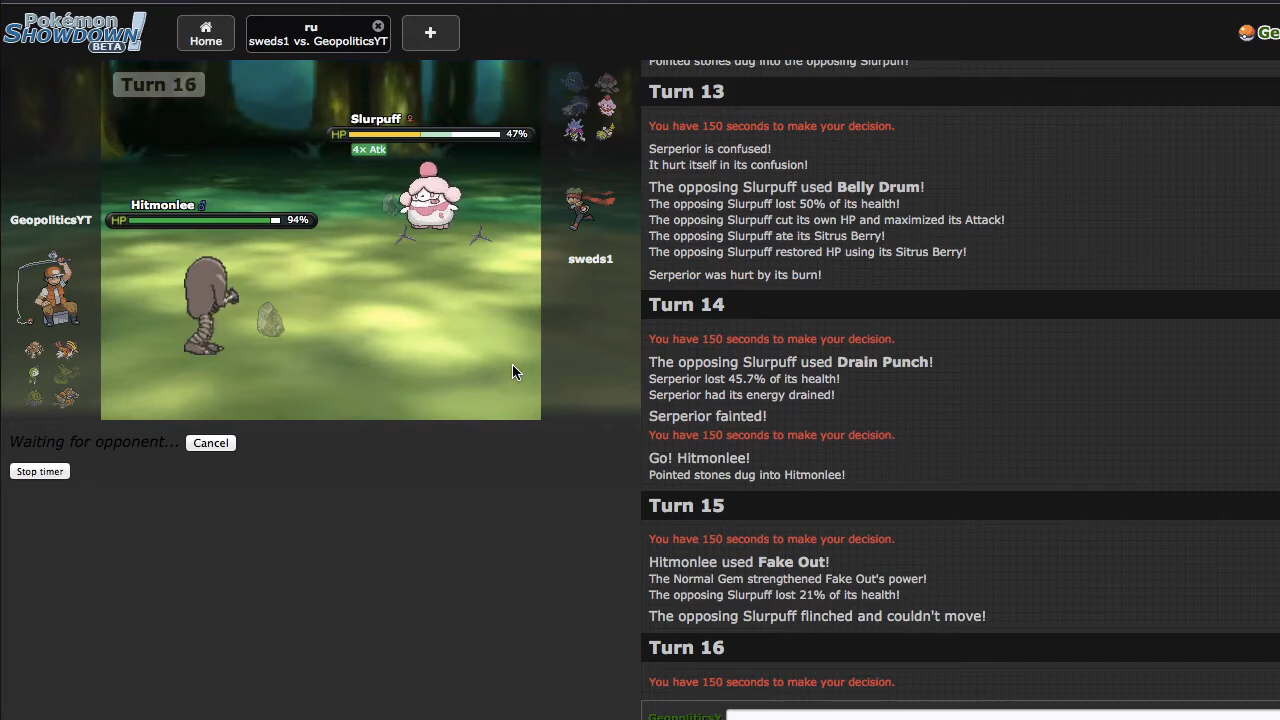 Pokémon
SHOWDOWN!
BETA
Home
ru
sweds1 vs. GeopoliticsYT
+
Ge
Turn 16
Slurpuff ♀
HP 47%
4× Atk
Hitmonlee ♂
HP 94%
GeopoliticsYT
sweds1
Waiting for opponent... Cancel
Stop timer
Pointed stones dug into the opposing Slurpuff!
Turn 13
You have 150 seconds to make your decision.
Serperior is confused!
It hurt itself in its confusion!
The opposing Slurpuff used Belly Drum!
The opposing Slurpuff lost 50% of its health!
The opposing Slurpuff cut its own HP and maximized its Attack!
The opposing Slurpuff ate its Sitrus Berry!
The opposing Slurpuff restored HP using its Sitrus Berry!
Serperior was hurt by its burn!
Turn 14
You have 150 seconds to make your decision.
The opposing Slurpuff used Drain Punch!
Serperior lost 45.7% of its health!
Serperior had its energy drained!
Serperior fainted!
You have 150 seconds to make your decision.
Go! Hitmonlee!
Pointed stones dug into Hitmonlee!
Turn 15
You have 150 seconds to make your decision.
Hitmonlee used Fake Out!
The Normal Gem strengthened Fake Out's power!
The opposing Slurpuff lost 21% of its health!
The opposing Slurpuff flinched and couldn't move!
Turn 16
You have 150 seconds to make your decision.
GeopoliticsY